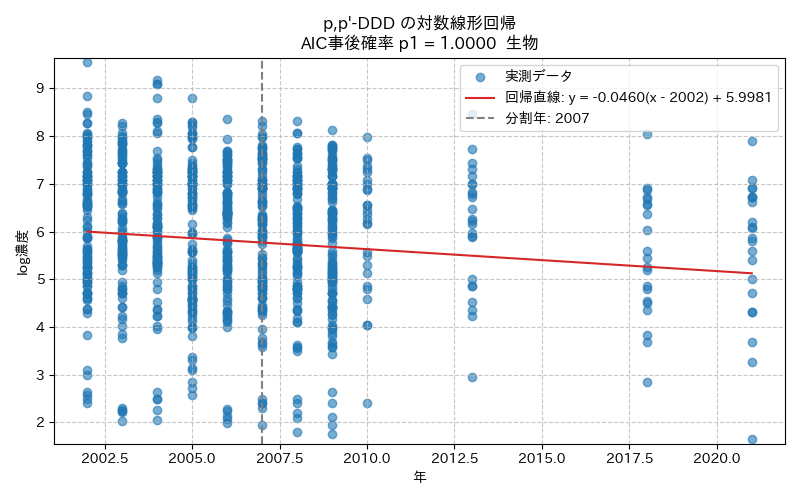 p,p'-DDD の対数線形回帰
AIC事後確率 p1 = 1.0000  生物
実測データ
回帰直線: y = -0.0460(x - 2002) + 5.9981
分割年: 2007
log濃度
9
8
7
6
5
4
3
2
2002.5
2005.0
2007.5
2010.0
2012.5
2015.0
2017.5
2020.0
年